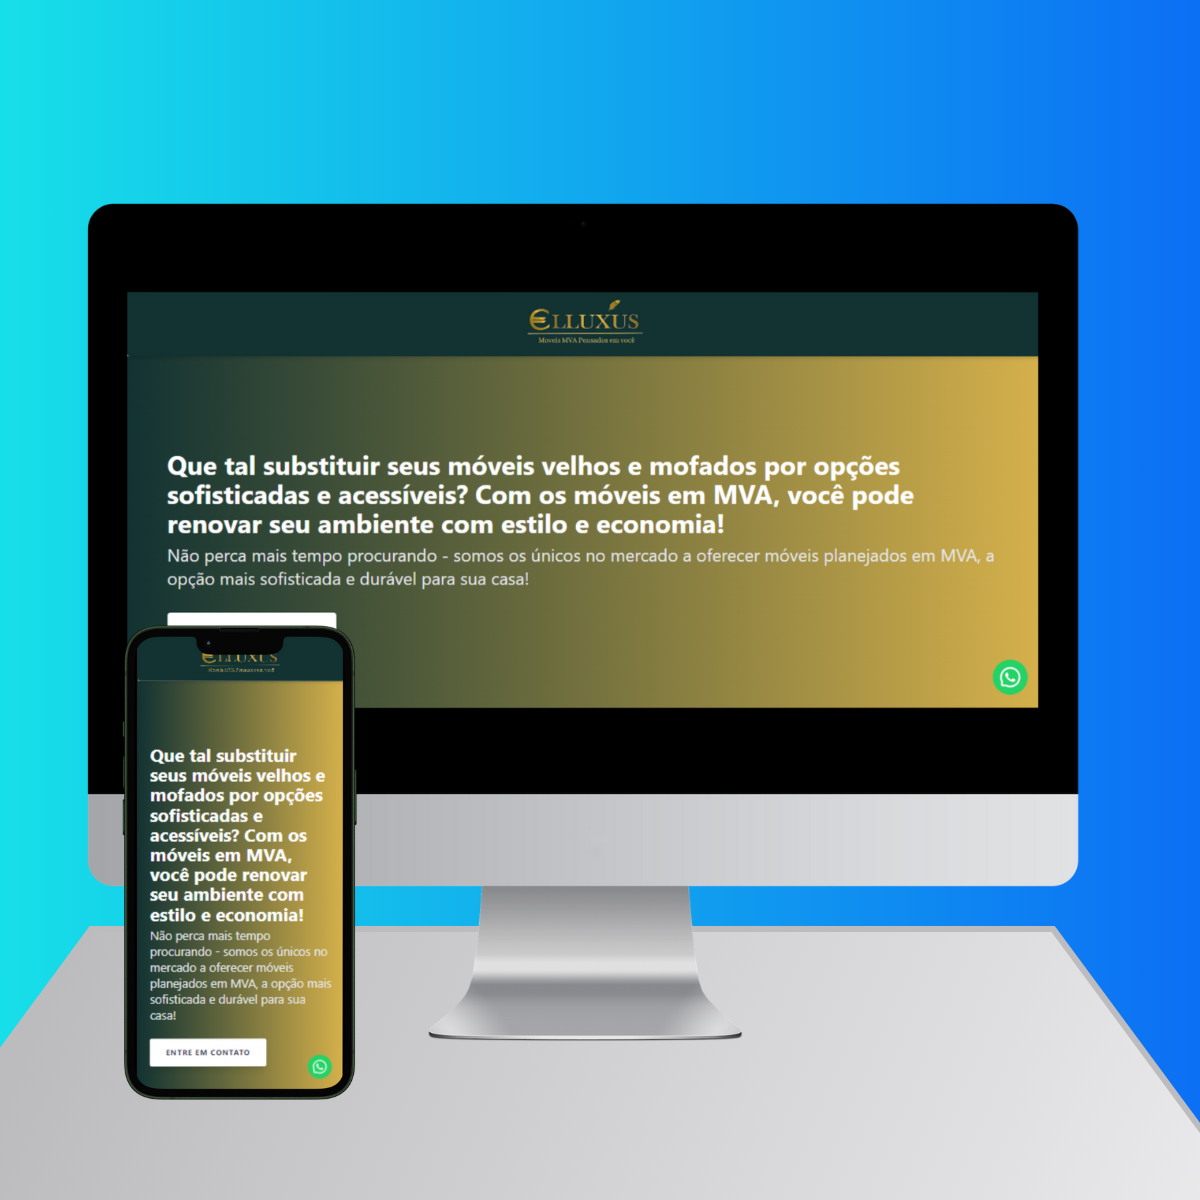 ELLUXUS
Moveis MVA Pensados em você
Que tal substituir seus móveis velhos e mofados por opções
sofisticadas e acessíveis? Com os móveis em MVA, você pode
renovar seu ambiente com estilo e economia!
Não perca mais tempo procurando - somos os únicos no mercado a oferecer móveis planejados em MVA, a
opção mais sofisticada e durável para sua casa!
ELLUXUS
Moveis MVA Pensados em você
Que tal substituir
seus móveis velhos e
mofados por opções
sofisticadas e
acessíveis? Com os
móveis em MVA,
você pode renovar
seu ambiente com
estilo e economia!
Não perca mais tempo
procurando - somos os únicos no
mercado a oferecer móveis
planejados em MVA, a opção mais
sofisticada e durável para sua
casa!
ENTRE EM CONTATO